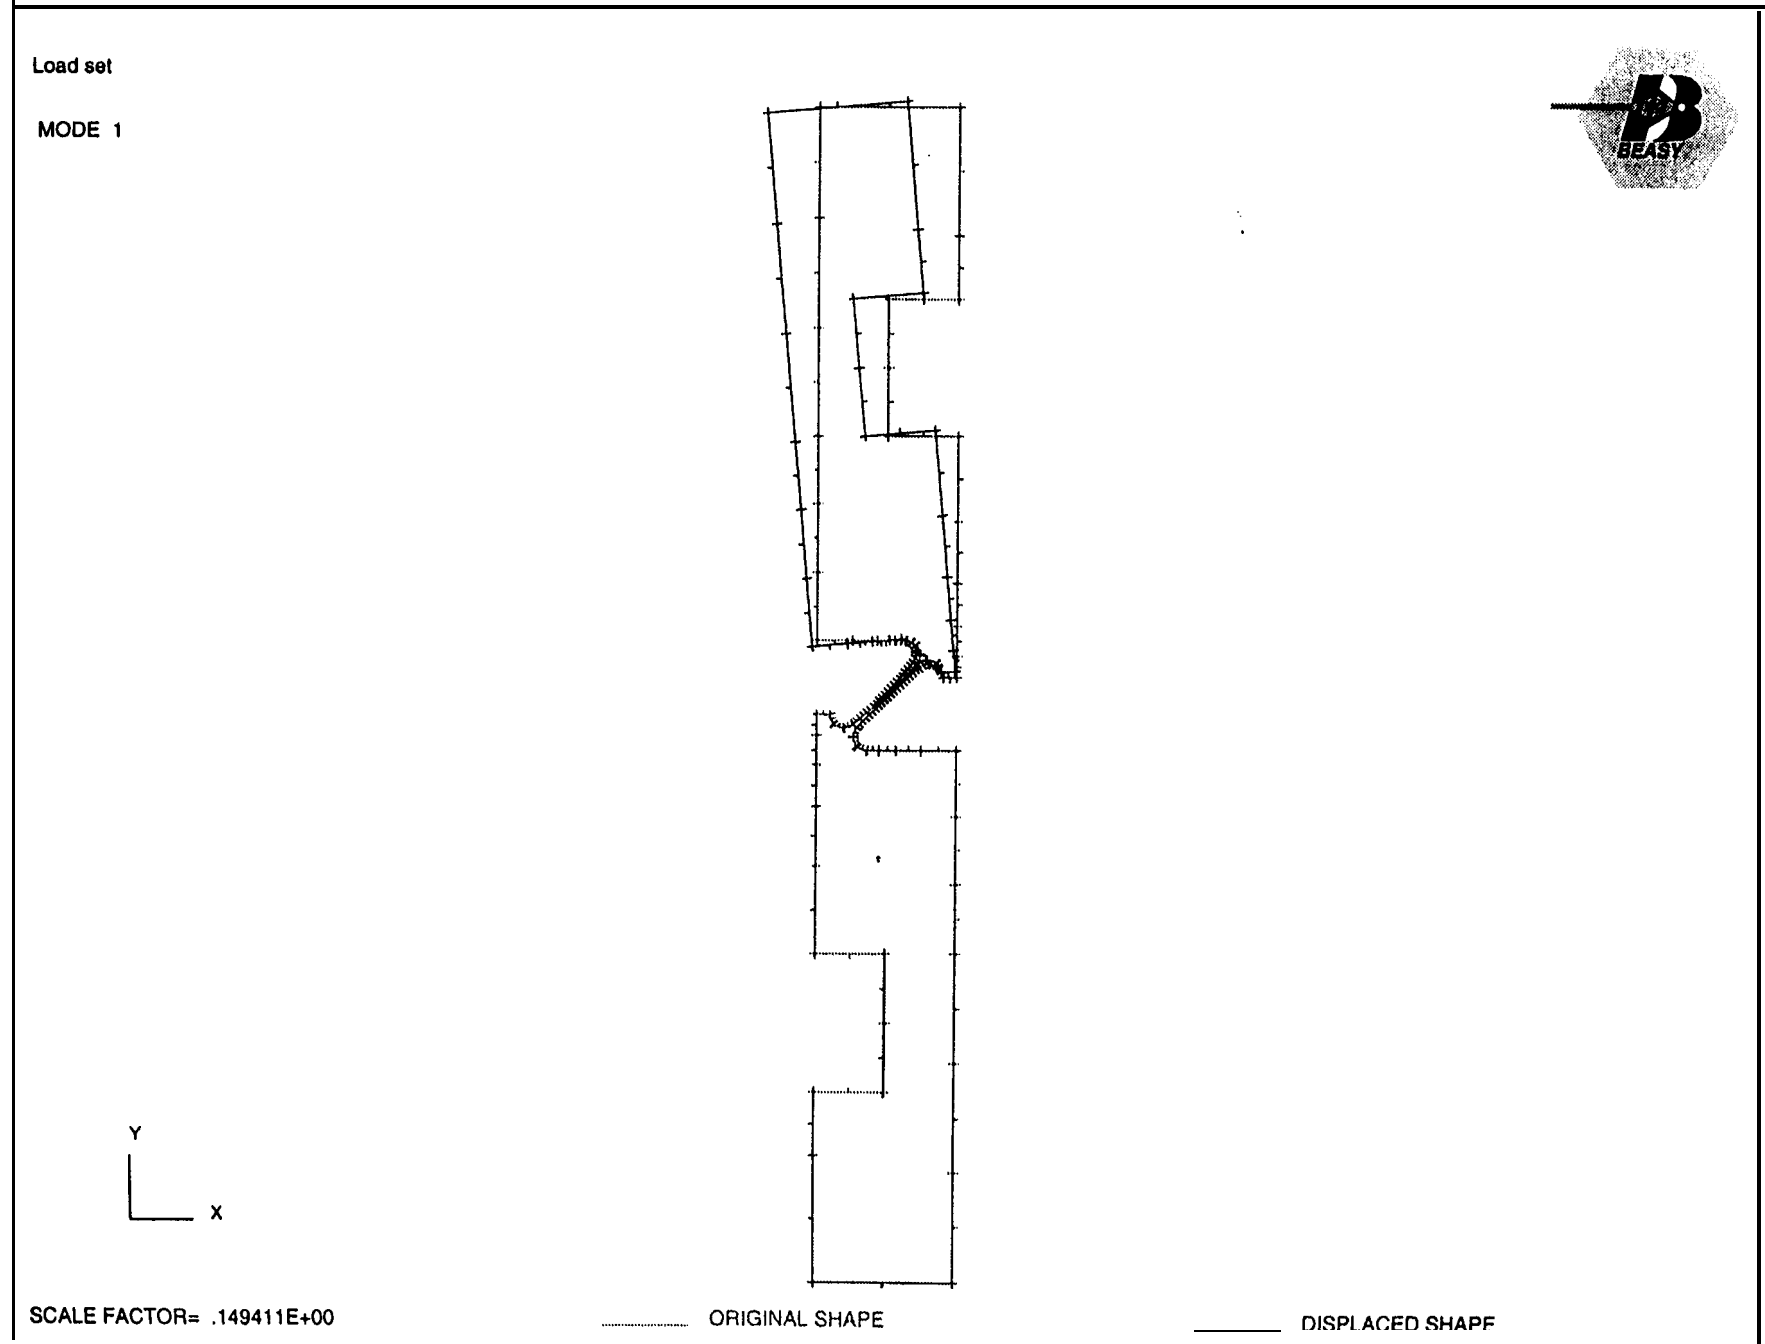 Load set
MODE 1
BEASY
Y
X
SCALE FACTOR= .149411E+00
ORIGINAL SHAPE
DISPLACED SHAPE